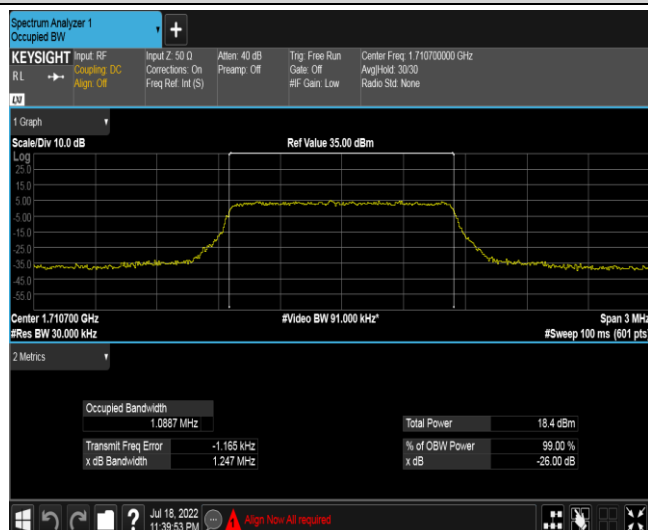 Spectrum Analyzer 1
Occupied BW
+
KEYSIGHT Input: RF Input Z: 50 Ω Atten: 40 dB Trig: Free Run Center Freq: 1.710700000 GHz
RL Coupling: DC Corrections: On Preamp: Off Gate: Off Avg|Hold: 30/30
Align: Off Freq Ref: Int (S) #IF Gain: Low Radio Std: None
LXI
1 Graph
Scale/Div 10.0 dB Ref Value 35.00 dBm
Log
25.0
15.0
5.00
-5.00
-15.0
-25.0
-35.0
-45.0
-55.0
Center 1.710700 GHz #Video BW 91.000 kHz* Span 3 MHz
#Res BW 30.000 kHz #Sweep 100 ms (601 pts)
2 Metrics
Occupied Bandwidth
1.0887 MHz Total Power 18.4 dBm
Transmit Freq Error -1.165 kHz % of OBW Power 99.00 %
x dB Bandwidth 1.247 MHz x dB -26.00 dB
? Jul 18, 2022
11:39:53 PM Align Now All required